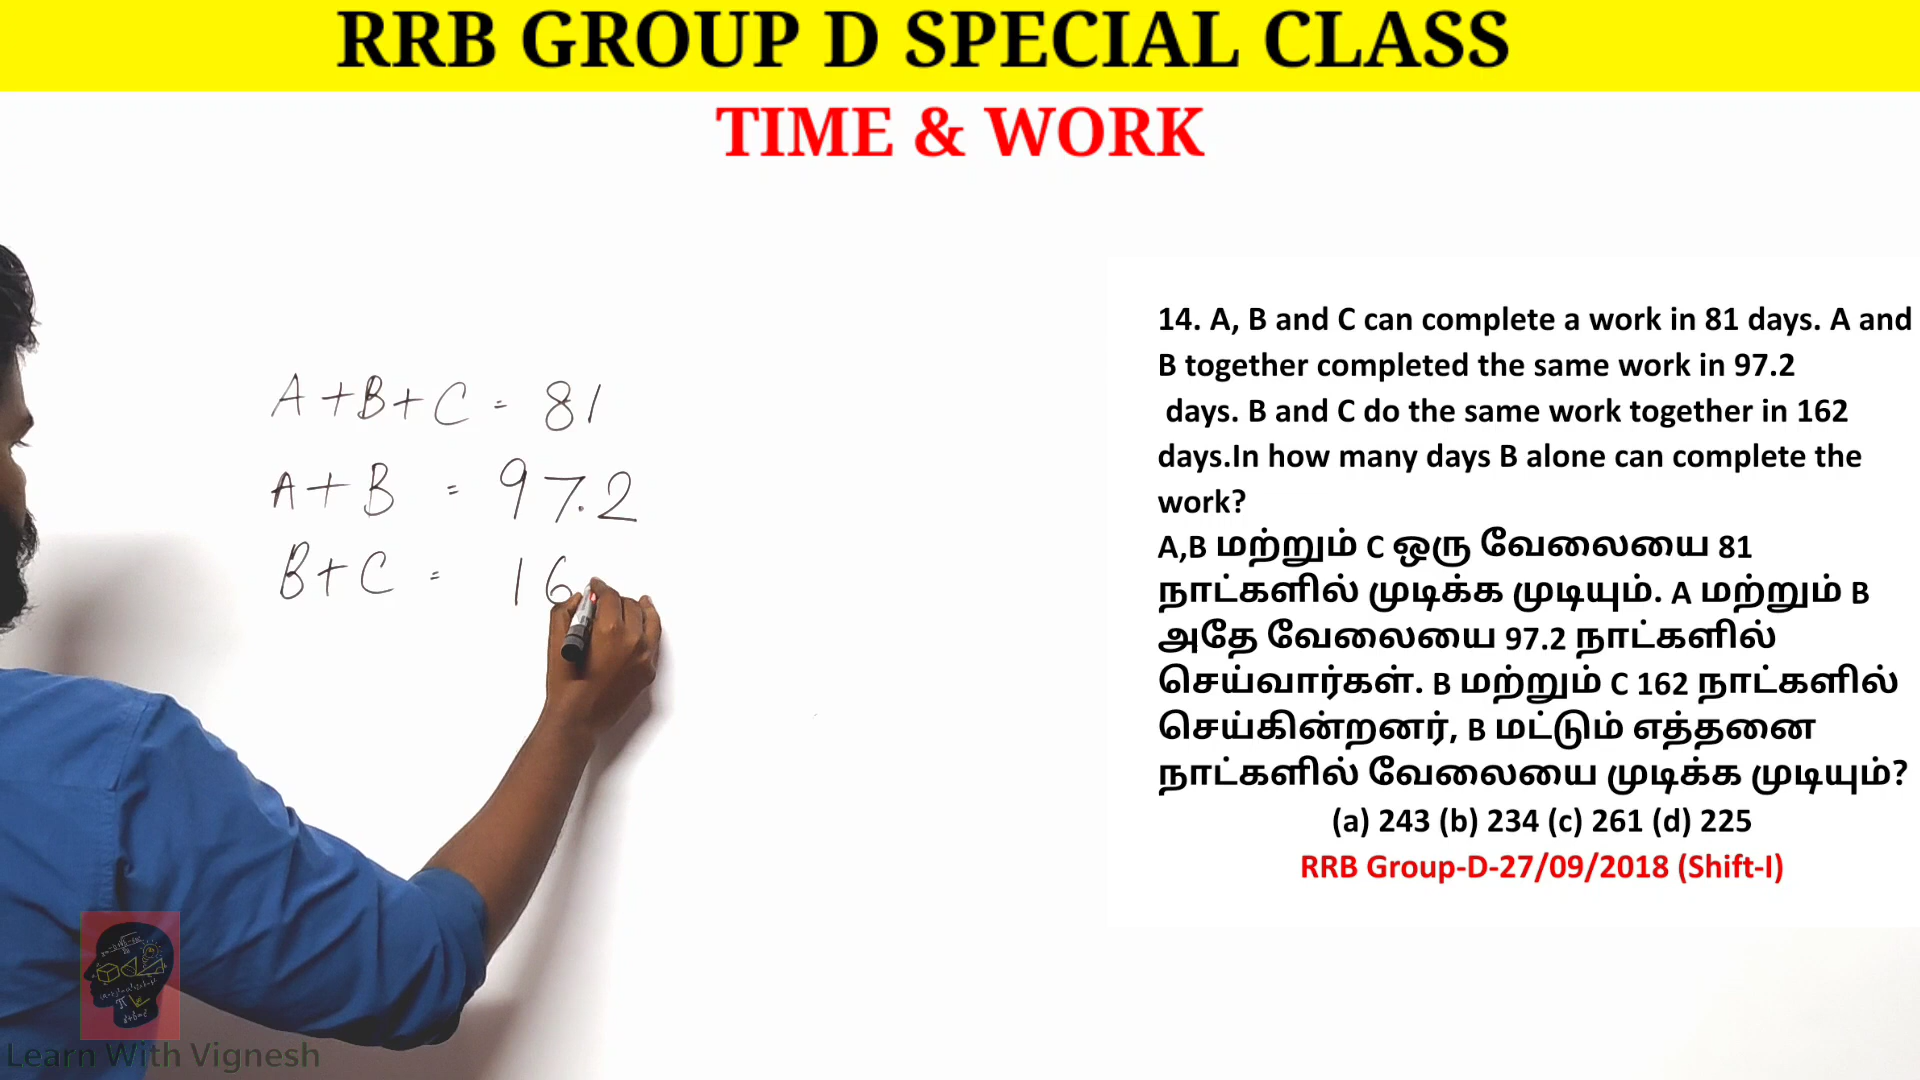 RRB GROUP D SPECIAL CLASS
TIME & WORK
A+B+C = 81
A+B = 97.2
B+C = 16
14. A, B and C can complete a work in 81 days. A and
B together completed the same work in 97.2
days. B and C do the same work together in 162
days.In how many days B alone can complete the
work?
A,B மற்றும் C ஒரு வேலையை 81
நாட்களில் முடிக்க முடியும். A மற்றும் B
அதே வேலையை 97.2 நாட்களில்
செய்வார்கள். B மற்றும் C 162 நாட்களில்
செய்கின்றனர், B மட்டும் எத்தனை
நாட்களில் வேலையை முடிக்க முடியும்?
(a) 243 (b) 234 (c) 261 (d) 225
RRB Group-D-27/09/2018 (Shift-I)
Learn With Vignesh